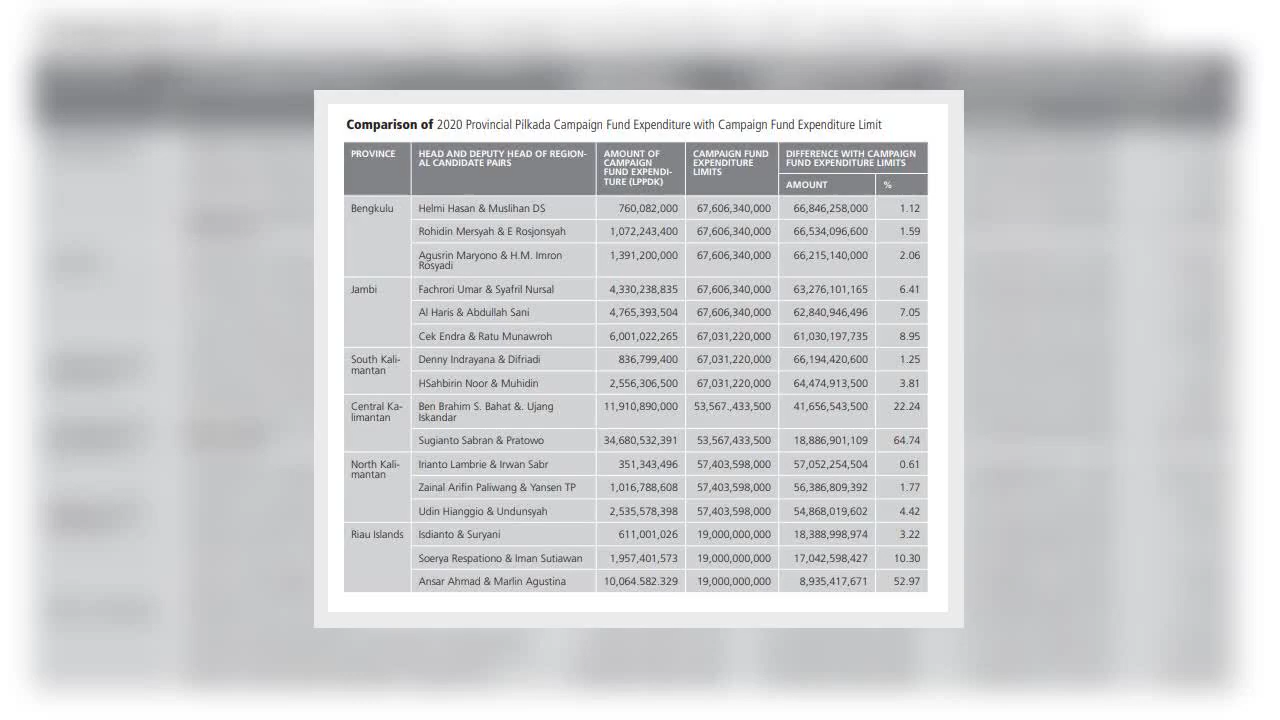 Comparison of 2020 Provincial Pilkada Campaign Fund Expenditure with Campaign Fund Expenditure Limit
PROVINCE HEAD AND DEPUTY HEAD OF REGION- AMOUNT OF CAMPAIGN FUND DIFFERENCE WITH CAMPAIGN
AL CANDIDATE PAIRS CAMPAIGN EXPENDITURE FUND EXPENDITURE LIMITS
FUND EXPENDI- LIMITS
TURE (LPPDK) AMOUNT %
Bengkulu Helmi Hasan & Muslihan DS 760,082,000 67,606,340,000 66,846,258,000 1.12
Rohidin Mersyah & E Rosjonsyah 1,072,243,400 67,606,340,000 66,534,096,600 1.59
Agusrin Maryono & H.M. Imron 1,391,200,000 67,606,340,000 66,215,140,000 2.06
Rosyadi
Jambi Fachrori Umar & Syafril Nursal 4,330,238,835 67,606,340,000 63,276,101,165 6.41
Al Haris & Abdullah Sani 4,765,393,504 67,606,340,000 62,840,946,496 7.05
Cek Endra & Ratu Munawroh 6,001,022,265 67,031,220,000 61,030,197,735 8.95
South Kali- Denny Indrayana & Difriadi 836,799,400 67,031,220,000 66,194,420,600 1.25
mantan
HSahbirin Noor & Muhidin 2,556,306,500 67,031,220,000 64,474,913,500 3.81
Central Ka- Ben Brahim S. Bahat &. Ujang 11,910,890,000 53,567.,433,500 41,656,543,500 22.24
limantan Iskandar
Sugianto Sabran & Pratowo 34,680,532,391 53,567,433,500 18,886,901,109 64.74
North Kali- Irianto Lambrie & Irwan Sabr 351,343,496 57,403,598,000 57,052,254,504 0.61
mantan
Zainal Arifin Paliwang & Yansen TP 1,016,788,608 57,403,598,000 56,386,809,392 1.77
Udin Hianggio & Undunsyah 2,535,578,398 57,403,598,000 54,868,019,602 4.42
Riau Islands Isdianto & Suryani 611,001,026 19,000,000,000 18,388,998,974 3.22
Soerya Respationo & Iman Sutiawan 1,957,401,573 19,000,000,000 17,042,598,427 10.30
Ansar Ahmad & Marlin Agustina 10,064.582.329 19,000,000,000 8,935,417,671 52.97